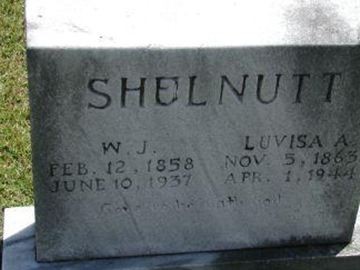 SHELNUTT
W. J.
FEB. 12, 1858
JUNE 10, 1937
LUVISA A.
NOV. 5, 1863
APR. 1, 1944